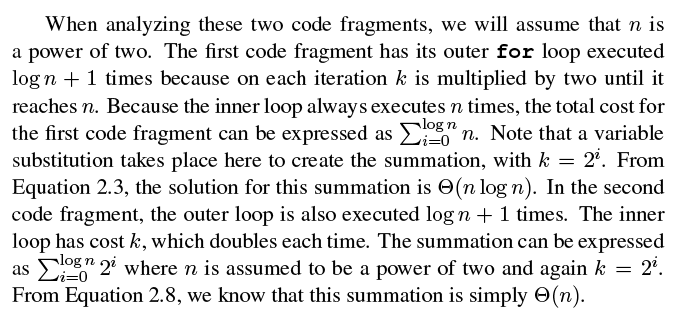 When analyzing these two code fragments, we will assume that n is
a power of two. The first code fragment has its outer for loop executed
log n + 1 times because on each iteration k is multiplied by two until it
reaches n. Because the inner loop always executes n times, the total cost for
the first code fragment can be expressed as ∑_{i=0}^{log n} n. Note that a variable
substitution takes place here to create the summation, with k = 2^i. From
Equation 2.3, the solution for this summation is Θ(n log n). In the second
code fragment, the outer loop is also executed log n + 1 times. The inner
loop has cost k, which doubles each time. The summation can be expressed
as ∑_{i=0}^{log n} 2^i where n is assumed to be a power of two and again k = 2^i.
From Equation 2.8, we know that this summation is simply Θ(n).